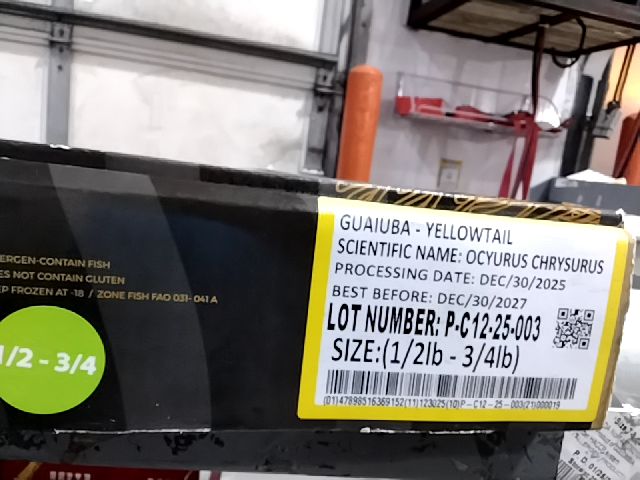 ERGEN-CONTAIN FISH
ES NOT CONTAIN GLUTEN
EP FROZEN AT -18 / ZONE FISH FAO 031- 041 A
1/2 - 3/4
GUAIUBA - YELLOWTAIL
SCIENTIFIC NAME: OCYURUS CHRYSURUS
PROCESSING DATE: DEC/30/2025
BEST BEFORE: DEC/30/2027
LOT NUMBER: P-C12-25-003
SIZE:(1/2lb - 3/4lb)
(01)47898516369152(11)123025(10)P-C12-25-003(21)000019